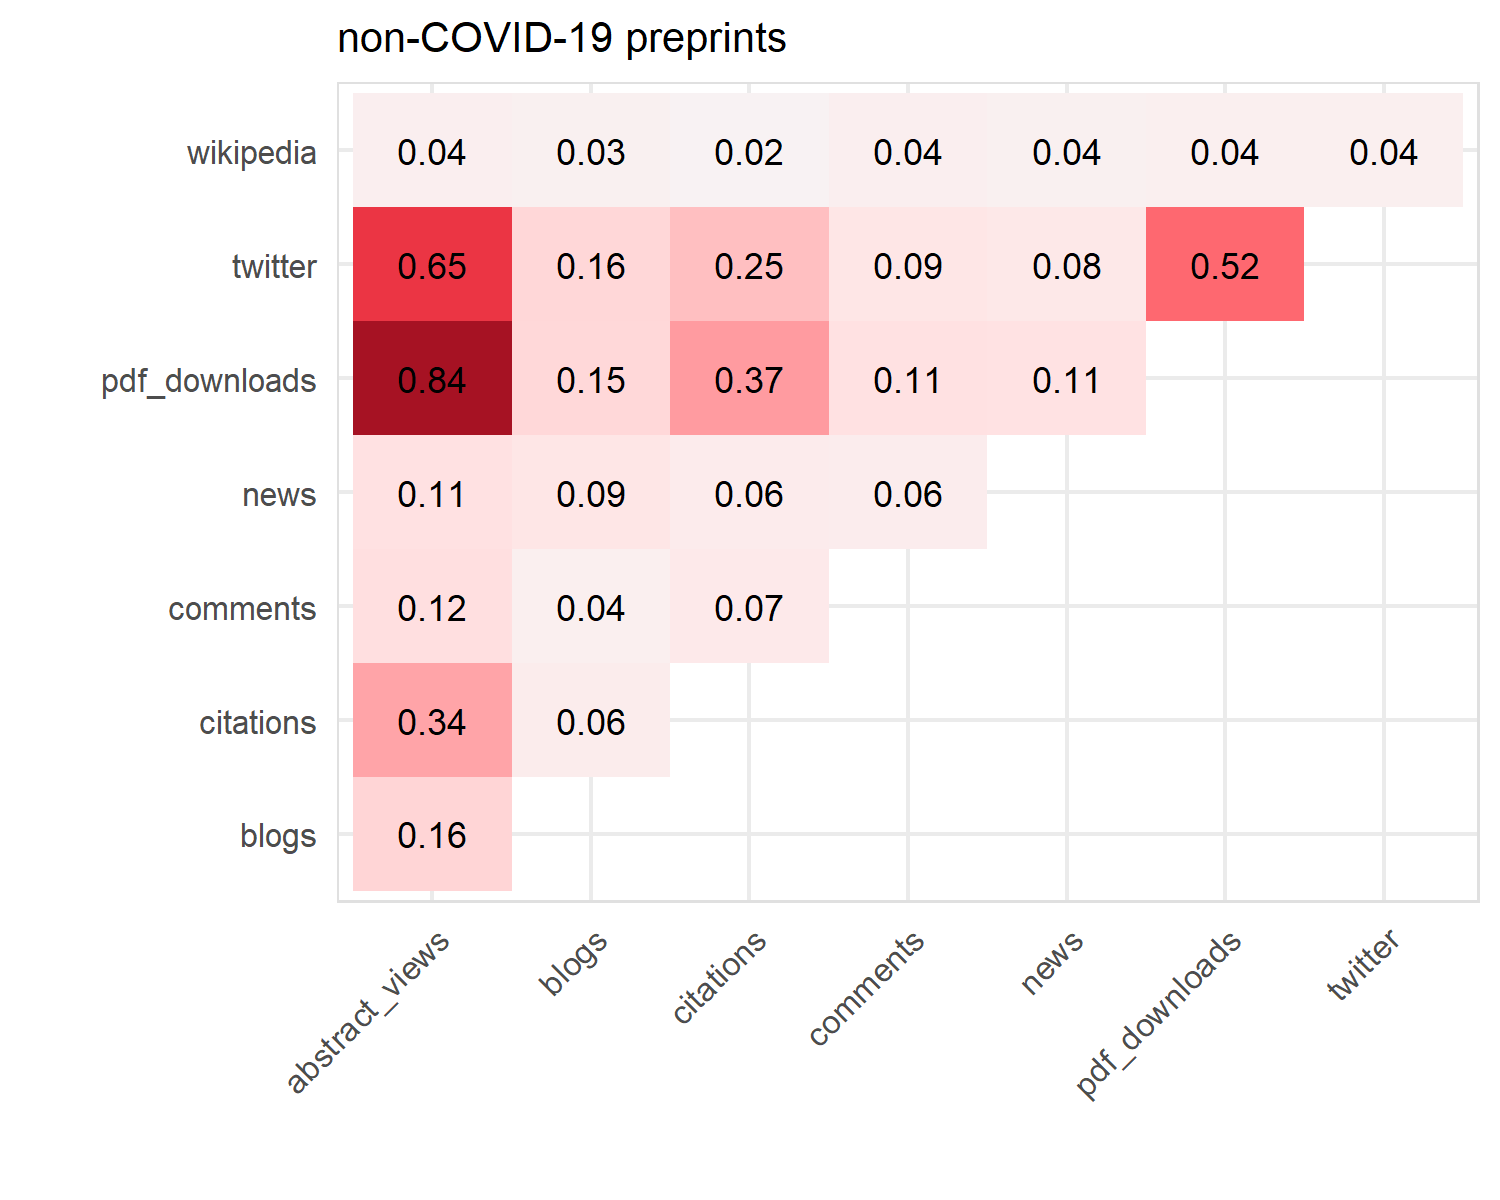 non-COVID-19 preprints
wikipedia 0.04 0.03 0.02 0.04 0.04 0.04 0.04
twitter 0.65 0.16 0.25 0.09 0.08 0.52
pdf_downloads 0.84 0.15 0.37 0.11 0.11
news 0.11 0.09 0.06 0.06
comments 0.12 0.04 0.07
citations 0.34 0.06
blogs 0.16
abstract_views blogs citations comments news pdf_downloads twitter